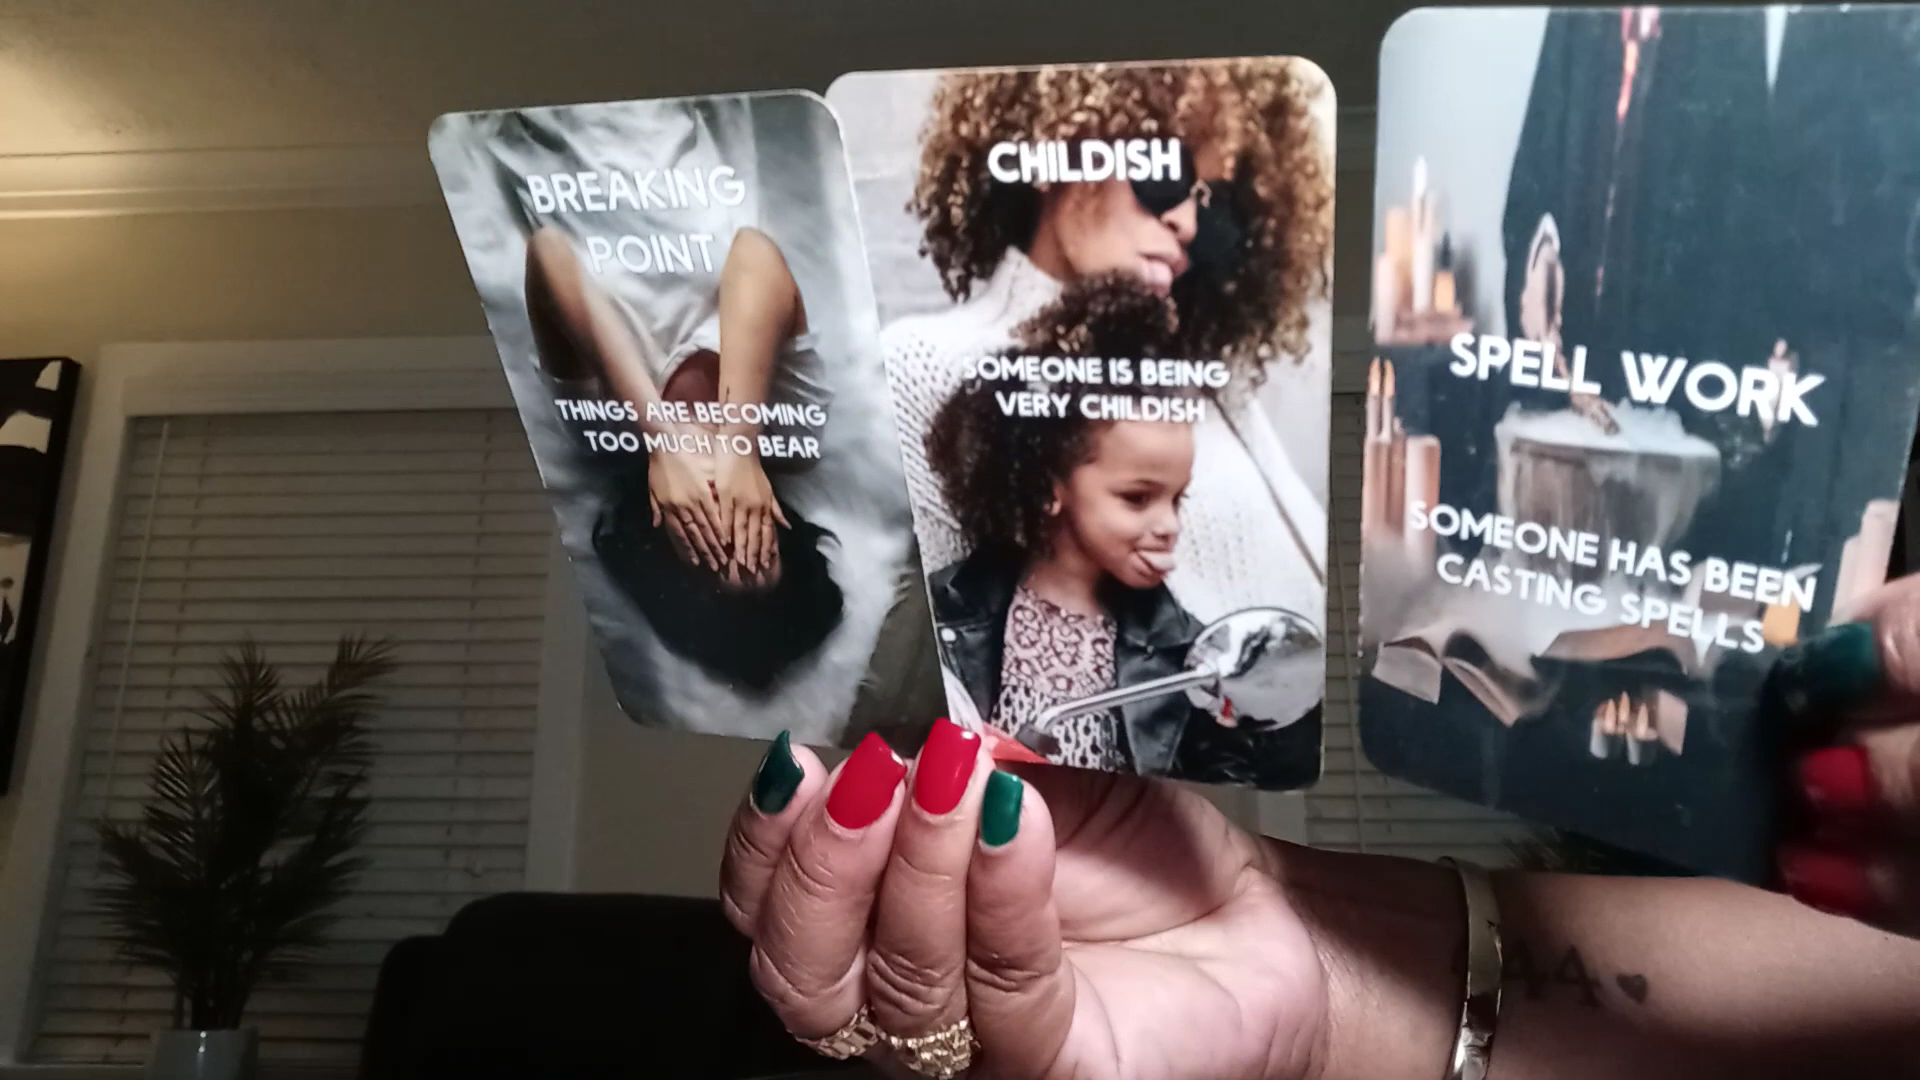 BREAKING
POINT
THINGS ARE BECOMING
TOO MUCH TO BEAR
CHILDISH
SOMEONE IS BEING
VERY CHILDISH
SPELL WORK
SOMEONE HAS BEEN
CASTING SPELLS
44